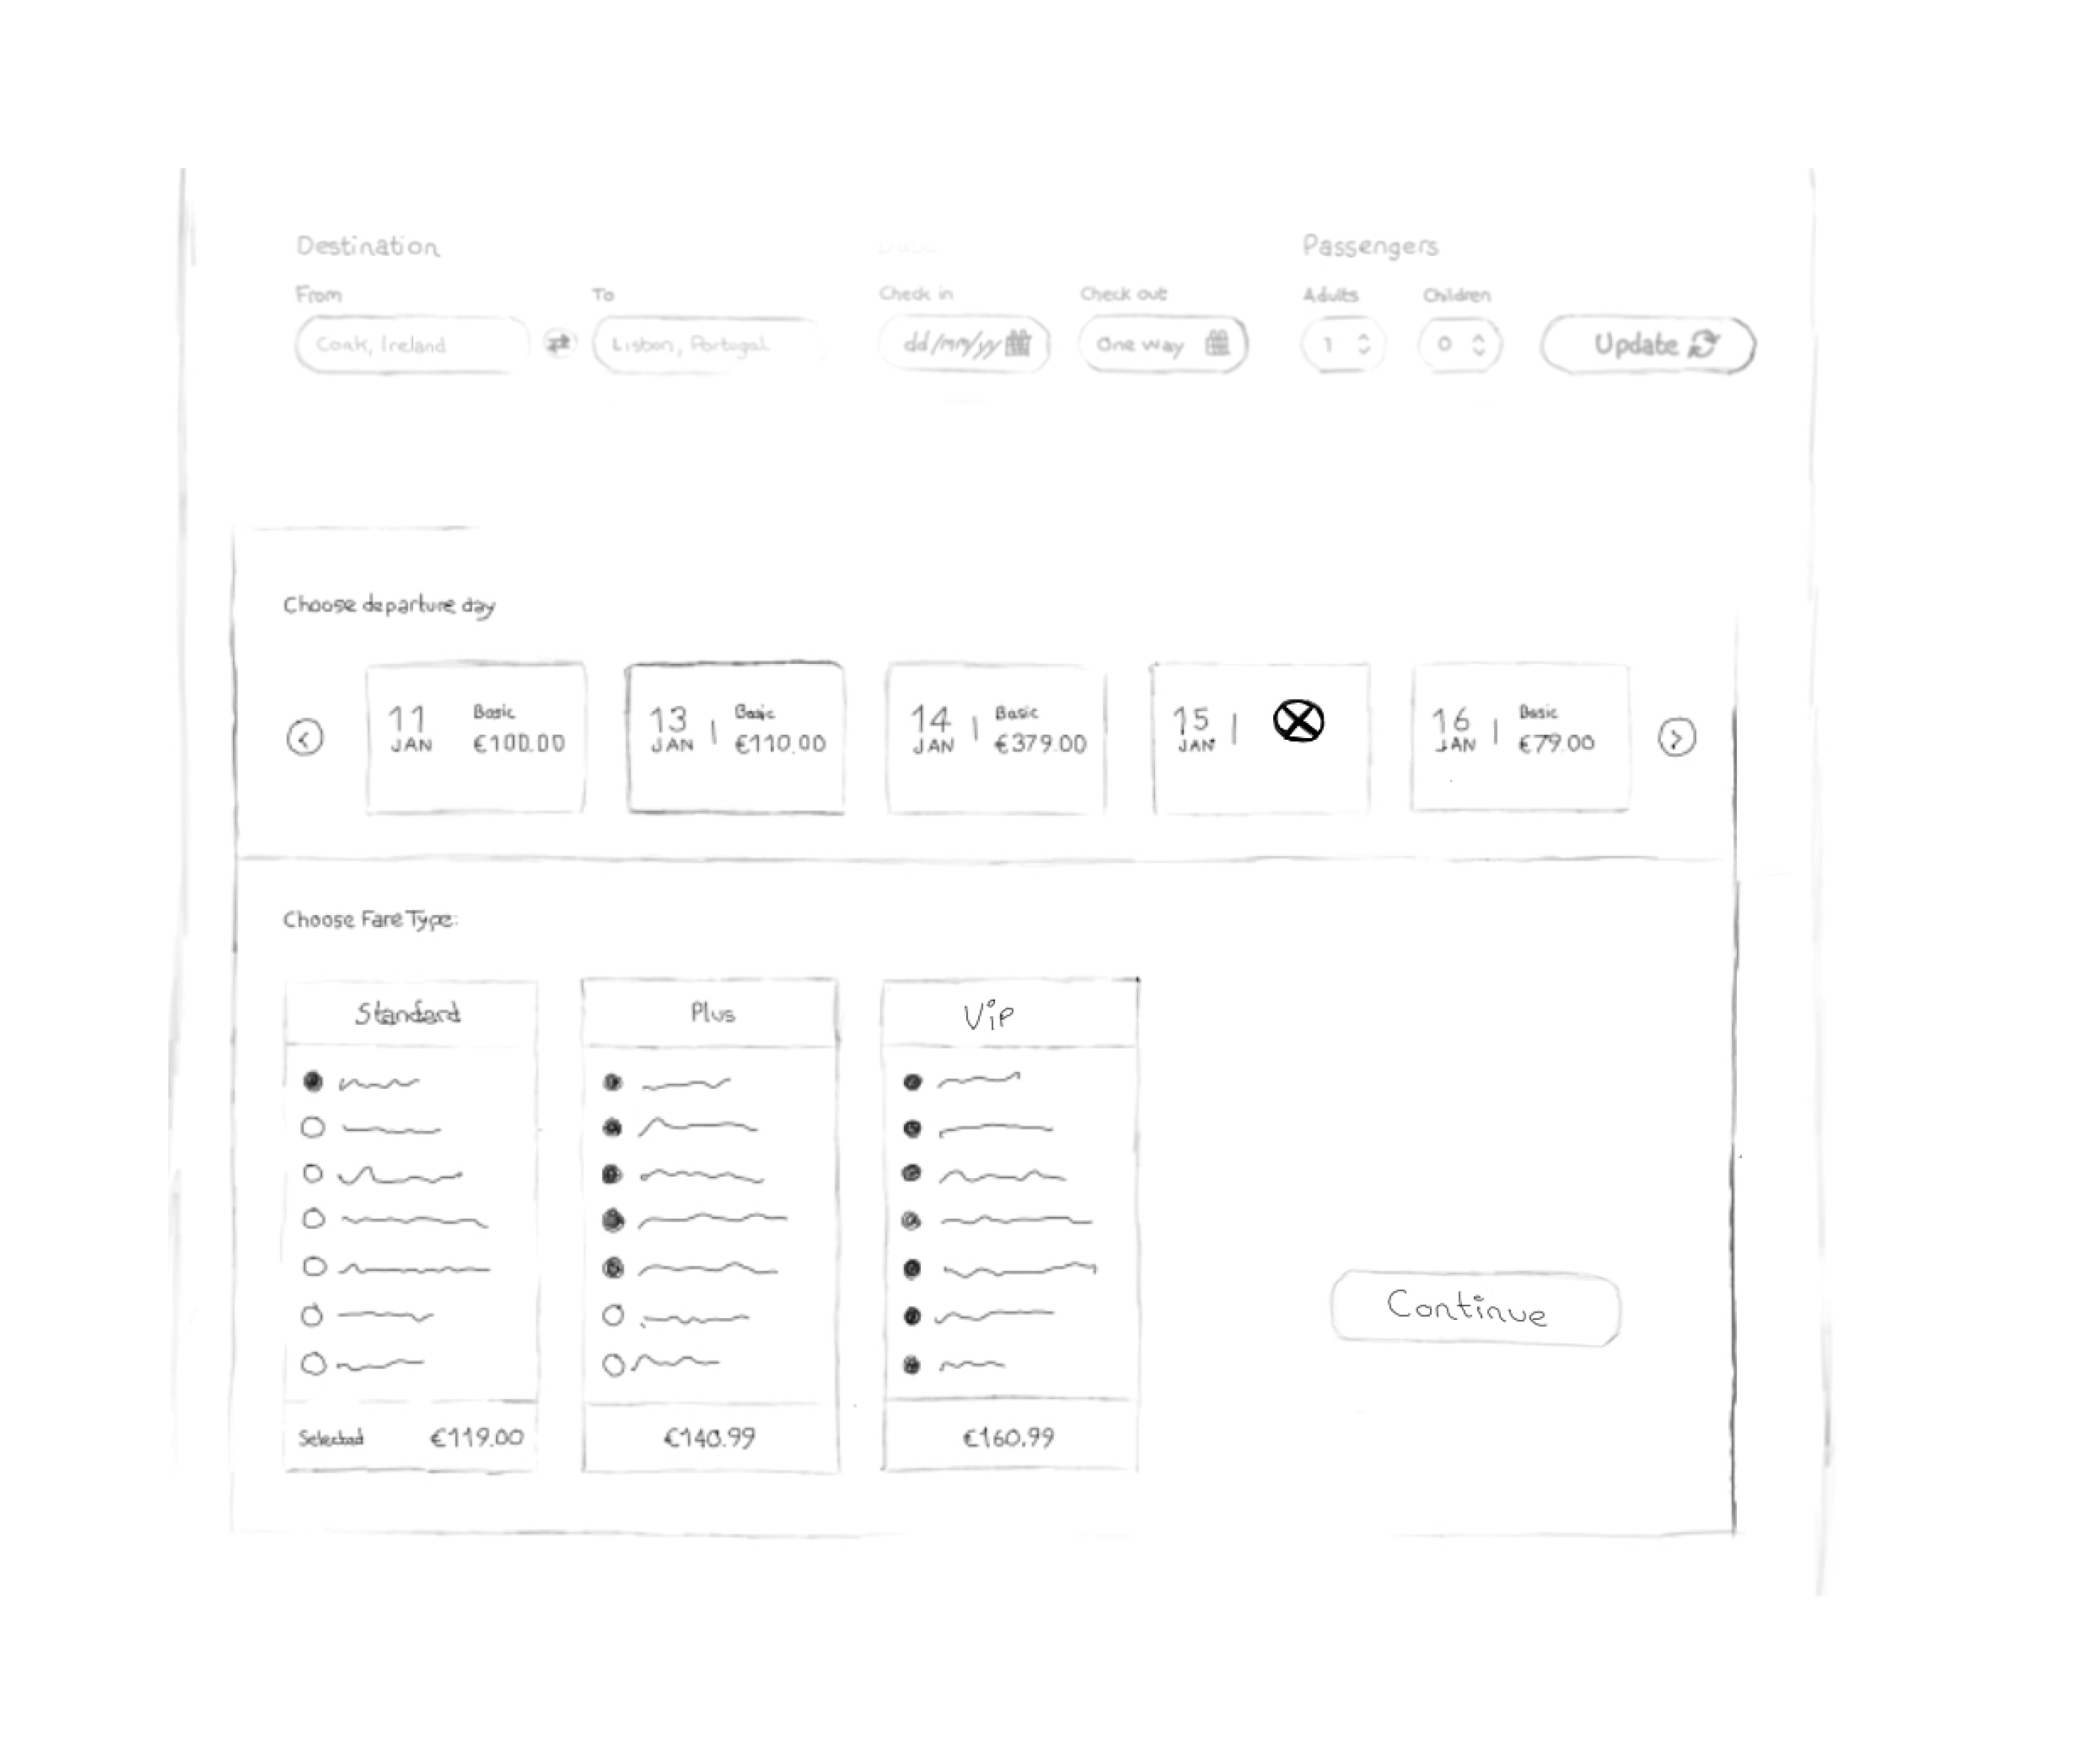 Destination
Passengers
From To Check in Check out Adults Children
Cork, Ireland Lisbon, Portugal dd/mm/yy One way 1 0 Update
Choose departure day
11 JAN Basic €100.00
13 JAN Basic €110.00
14 JAN Basic €379.00
15 JAN
16 JAN Basic €79.00
Choose Fare Type:
Standard Plus Vip
Continue
Selected €119.00 €140.99 €160.99